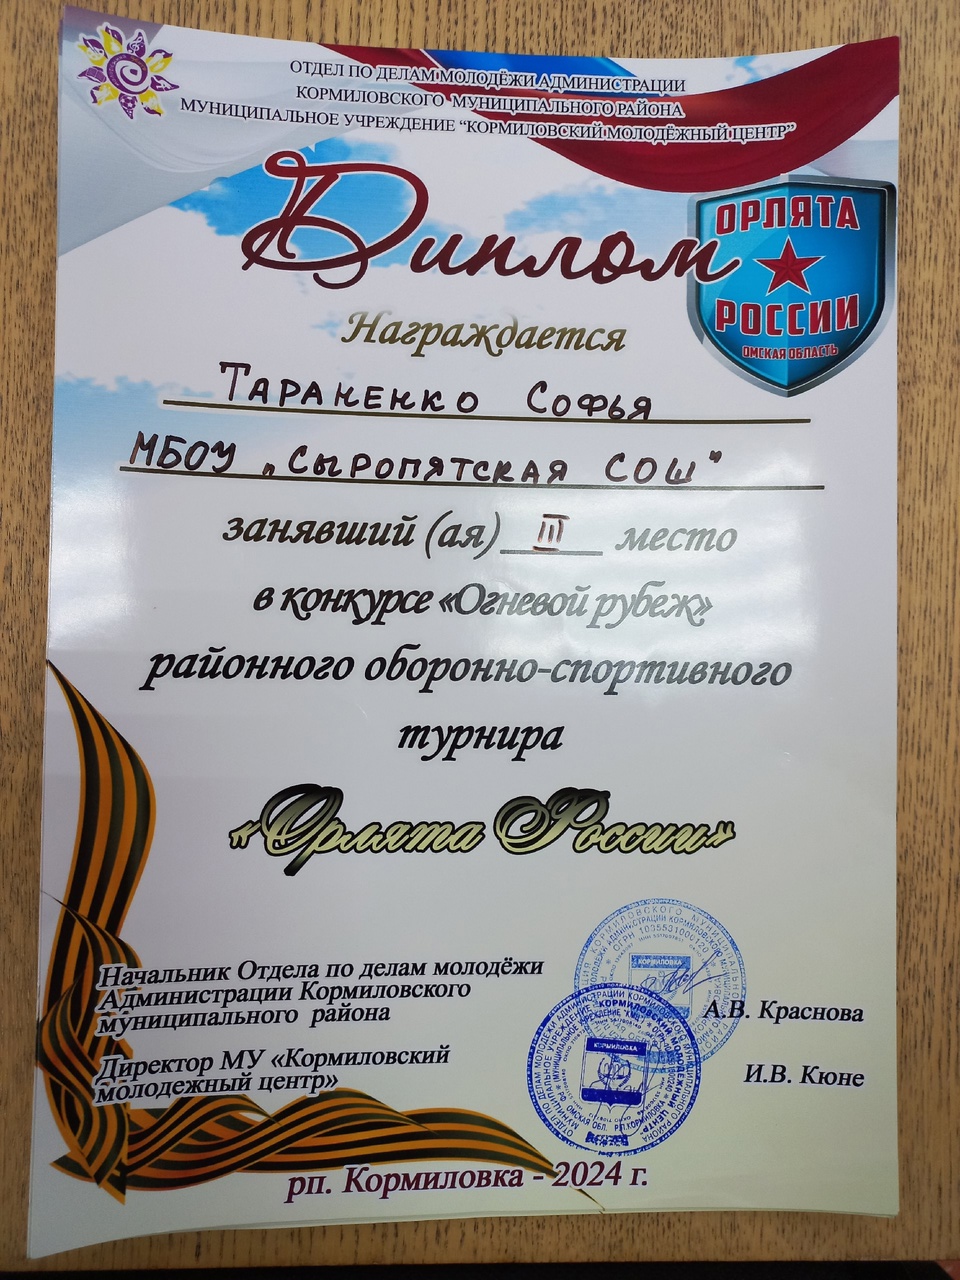 ОТДЕЛ ПО ДЕЛАМ МОЛОДЁЖИ АДМИНИСТРАЦИИ
КОРМИЛОВСКОГО МУНИЦИПАЛЬНОГО РАЙОНА
МУНИЦИПАЛЬНОЕ УЧРЕЖДЕНИЕ "КОРМИЛОВСКИЙ МОЛОДЁЖНЫЙ ЦЕНТР"
Диплом
ОРЛЯТА
РОССИИ
ОМСКАЯ ОБЛАСТЬ
Награждается
ТАРАНЕНКО СОФЬЯ
МБОУ „СЫРОПЯТСКАЯ СОШ"
занявший (ая) III место
в конкурсе «Огневой рубеж»
районного оборонно-спортивного
турнира
«Орлята России»
Начальник Отдела по делам молодёжи
Администрации Кормиловского
муниципального района
А.В. Краснова
Директор МУ «Кормиловский
молодежный центр»
И.В. Кюне
КОРМИЛОВКА
КОРМИЛОВКА
рп. Кормиловка - 2024 г.